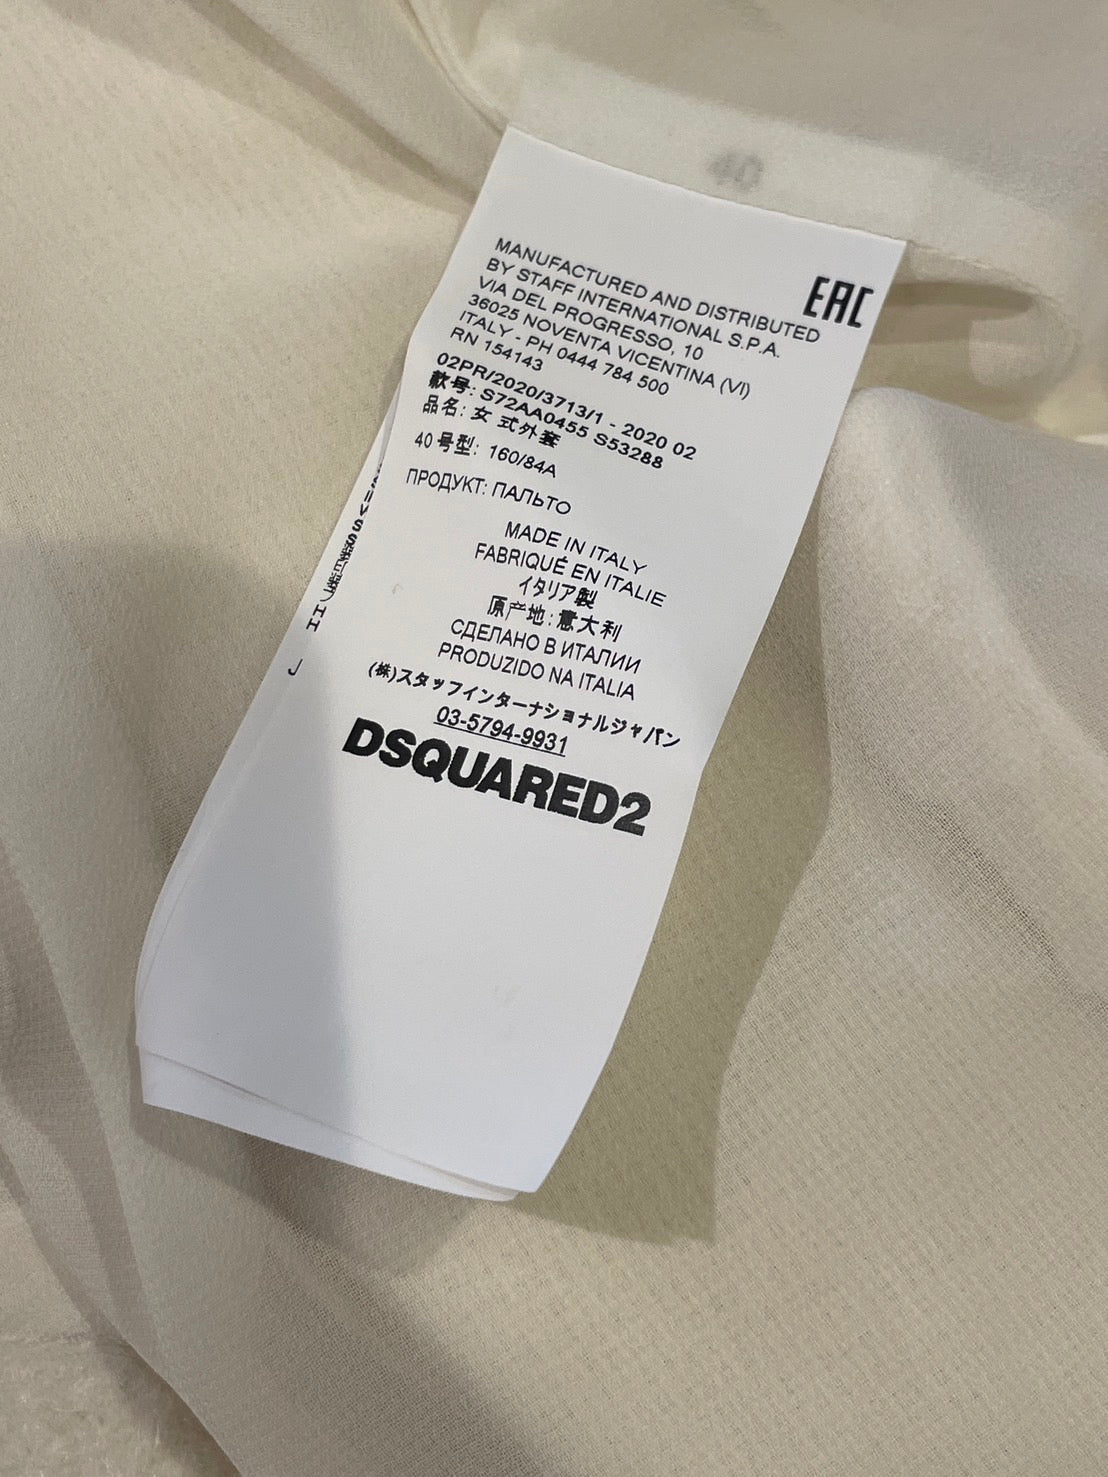 40
EAC
MANUFACTURED AND DISTRIBUTED
BY STAFF INTERNATIONAL S.P.A.
VIA DEL PROGRESSO, 10
36025 NOVENTA VICENTINA (VI)
ITALY - PH 0444 784 500
RN 154143
02PR/2020/3713/1 - 2020 02
款号: S72AA0455 S53288
品名: 女 式外套
40 号型: 160/84A
ПРОДУКТ: ПАЛЬТО
MADE IN ITALY
FABRIQUÉ EN ITALIE
イタリア製
原产地: 意大利
СДЕЛАНО В ИТАЛИИ
PRODUZIDO NA ITALIA
(株)スタッフインターナショナルジャパン
03-5794-9931
DSQUARED2